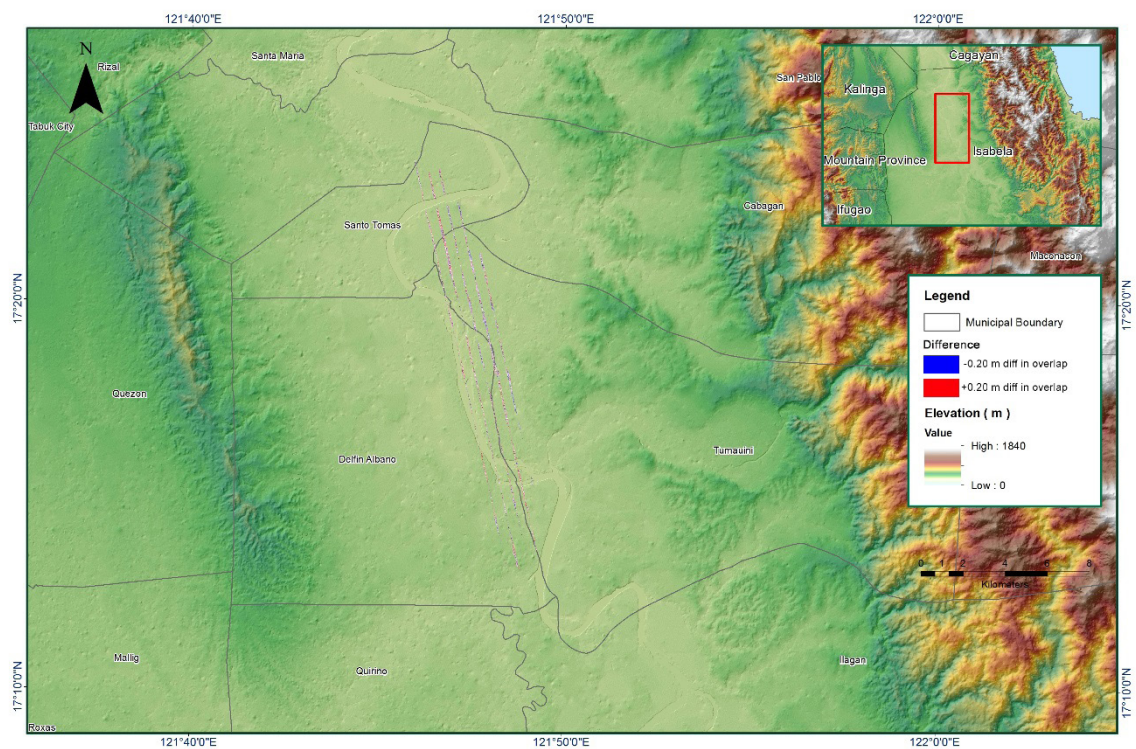 121°40'0"E
121°50'0"E
122°0'0"E
N
Rizal
Santa Maria
San Pablo
Tabuk City
Cagayan
Kalinga
Isabela
Mountain Province
Ifugao
Santo Tomas
Cabagan
Maconacon
17°20'0"N
17°20'0"N
Legend
Municipal Boundary
Difference
-0.20 m diff in overlap
+0.20 m diff in overlap
Elevation ( m )
Value
High : 1840
Low : 0
Quezon
Delfin Albano
Tumauini
0 1 2 4 6 8
Kilometers
Mallig
Quirino
Ilagan
Roxas
17°10'0"N
17°10'0"N
121°40'0"E
121°50'0"E
122°0'0"E